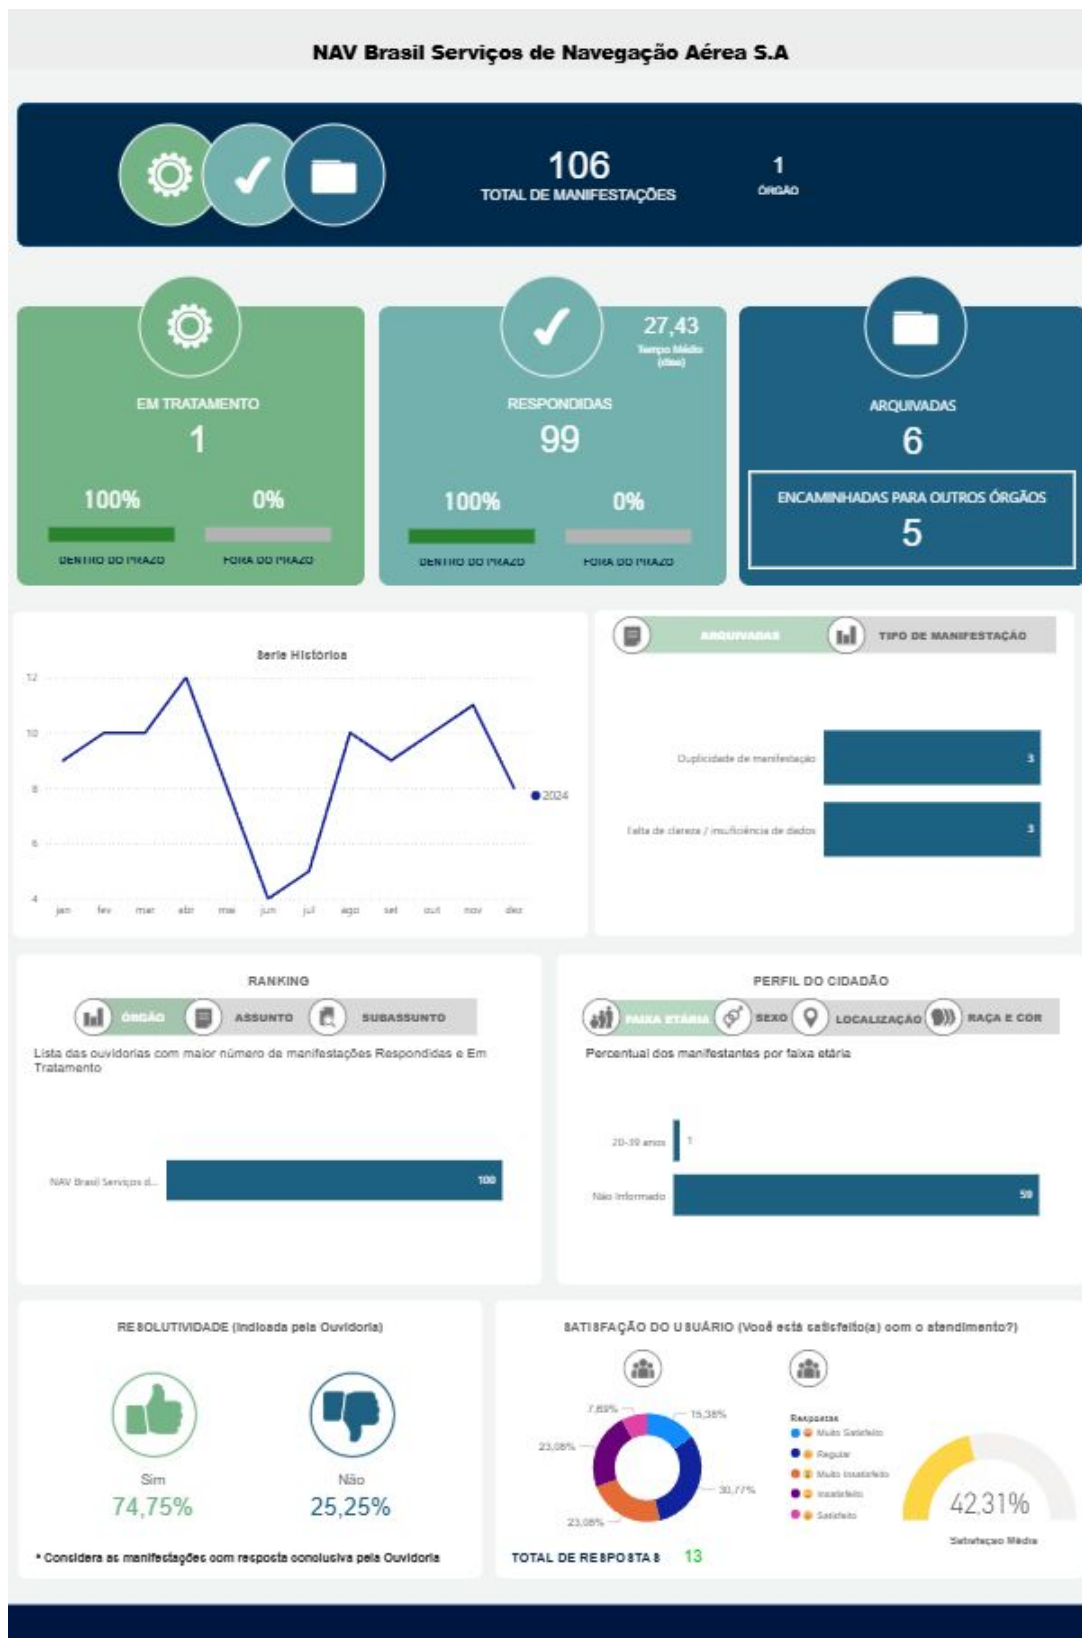 NAV Brasil Serviços de Navegação Aérea S.A
106
TOTAL DE MANIFESTAÇÕES
1
ÓRGÃO
EM TRATAMENTO
1
100%
0%
DENTRO DO PRAZO
FORA DO PRAZO
27,43
Tempo Médio
(dias)
RESPONDIDAS
99
100%
0%
DENTRO DO PRAZO
FORA DO PRAZO
ARQUIVADAS
6
ENCAMINHADAS PARA OUTROS ÓRGÃOS
5
Serie Histórica
12
10
8
6
4
jan fev mar abr mai jun jul ago set out nov dez
2024
ARQUIVADAS
TIPO DE MANIFESTAÇÃO
Duplicidade de manifestação
3
Falta de clareza / insuficiência de dados
3
RANKING
ÓRGÃO
ASSUNTO
SUBASSUNTO
Lista das ouvidorias com maior número de manifestações Respondidas e Em
Tratamento
NAV Brasil Serviços d...
100
PERFIL DO CIDADÃO
FAIXA ETÁRIA
SEXO
LOCALIZAÇÃO
RAÇA E COR
Percentual dos manifestantes por faixa etária
20-39 anos
1
Não Informado
59
RESOLUTIVIDADE (Indicada pela Ouvidoria)
Sim
74,75%
Não
25,25%
* Considera as manifestações com resposta conclusiva pela Ouvidoria
SATISFAÇÃO DO USUÁRIO (Você está satisfeito(a) com o atendimento?)
7,69%
15,38%
23,08%
30,77%
23,08%
Respostas
Muito Satisfeito
Regular
Muito Insatisfeito
Insatisfeito
Satisfeito
42,31%
Satisfação Média
TOTAL DE RESPOSTAS 13